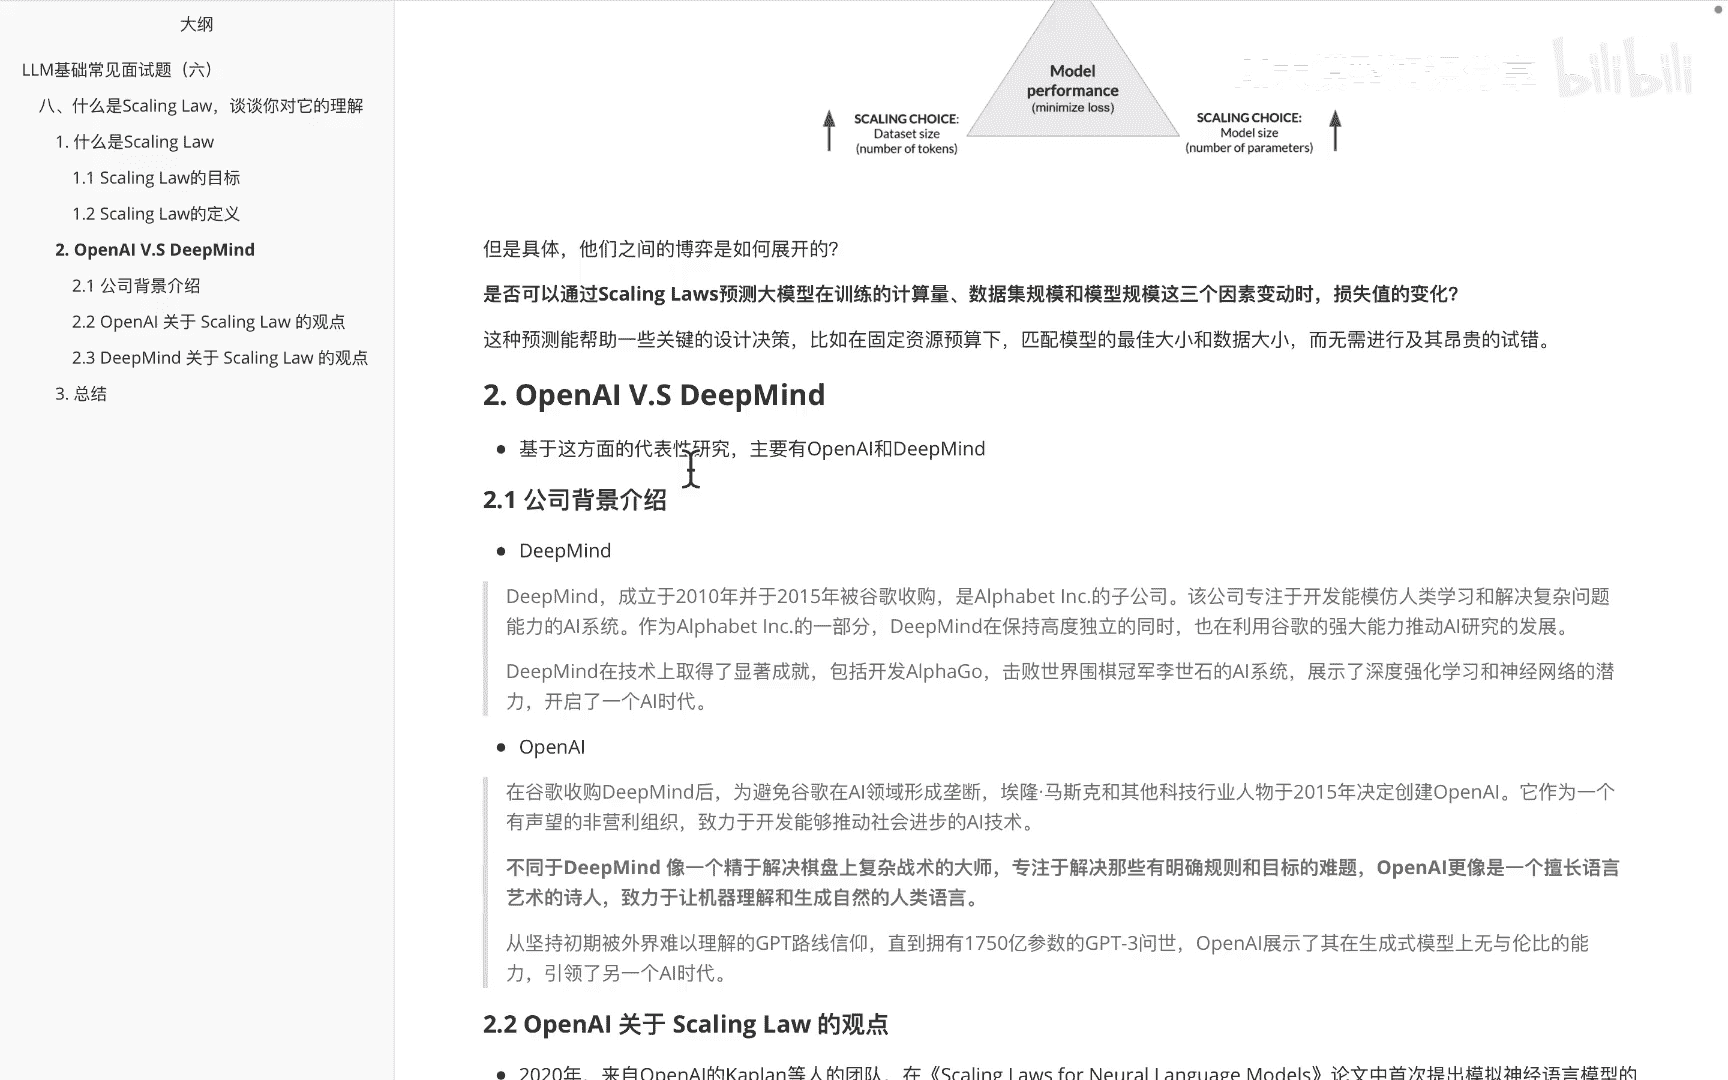 大纲
LLM基础常见面试题（六）
八、什么是Scaling Law，谈谈你对它的理解
1. 什么是Scaling Law
1.1 Scaling Law的目标
1.2 Scaling Law的定义
2. OpenAI V.S DeepMind
2.1 公司背景介绍
2.2 OpenAI 关于 Scaling Law 的观点
2.3 DeepMind 关于 Scaling Law 的观点
3. 总结
Model
performance
(minimize loss)
SCALING CHOICE:
Dataset size
(number of tokens)
SCALING CHOICE:
Model size
(number of parameters)
bilibili
但是具体，他们之间的博弈是如何展开的？
是否可以通过Scaling Laws预测大模型在训练的计算量、数据集规模和模型规模这三个因素变动时，损失值的变化？
这种预测能帮助一些关键的设计决策，比如在固定资源预算下，匹配模型的最佳大小和数据大小，而无需进行及其昂贵的试错。
2. OpenAI V.S DeepMind
基于这方面的代表性研究，主要有OpenAI和DeepMind
2.1 公司背景介绍
DeepMind
DeepMind，成立于2010年并于2015年被谷歌收购，是Alphabet Inc.的子公司。该公司专注于开发能模仿人类学习和解决复杂问题
能力的AI系统。作为Alphabet Inc.的一部分，DeepMind在保持高度独立的同时，也在利用谷歌的强大能力推动AI研究的发展。
DeepMind在技术上取得了显著成就，包括开发AlphaGo，击败世界围棋冠军李世石的AI系统，展示了深度强化学习和神经网络的潜
力，开启了一个AI时代。
OpenAI
在谷歌收购DeepMind后，为避免谷歌在AI领域形成垄断，埃隆·马斯克和其他科技行业人物于2015年决定创建OpenAI。它作为一个
有声望的非营利组织，致力于开发能够推动社会进步的AI技术。
不同于DeepMind 像一个精于解决棋盘上复杂战术的大师，专注于解决那些有明确规则和目标的难题，OpenAI更像是一个擅长语言
艺术的诗人，致力于让机器理解和生成自然的人类语言。
从坚持初期被外界难以理解的GPT路线信仰，直到拥有1750亿参数的GPT-3问世，OpenAI展示了其在生成式模型上无与伦比的能
力，引领了另一个AI时代。
2.2 OpenAI 关于 Scaling Law 的观点
2020年，来自OpenAI的Kaplan等人的团队，在《Scaling Laws for Neural Language Models》论文中首次提出模拟神经语言模型的